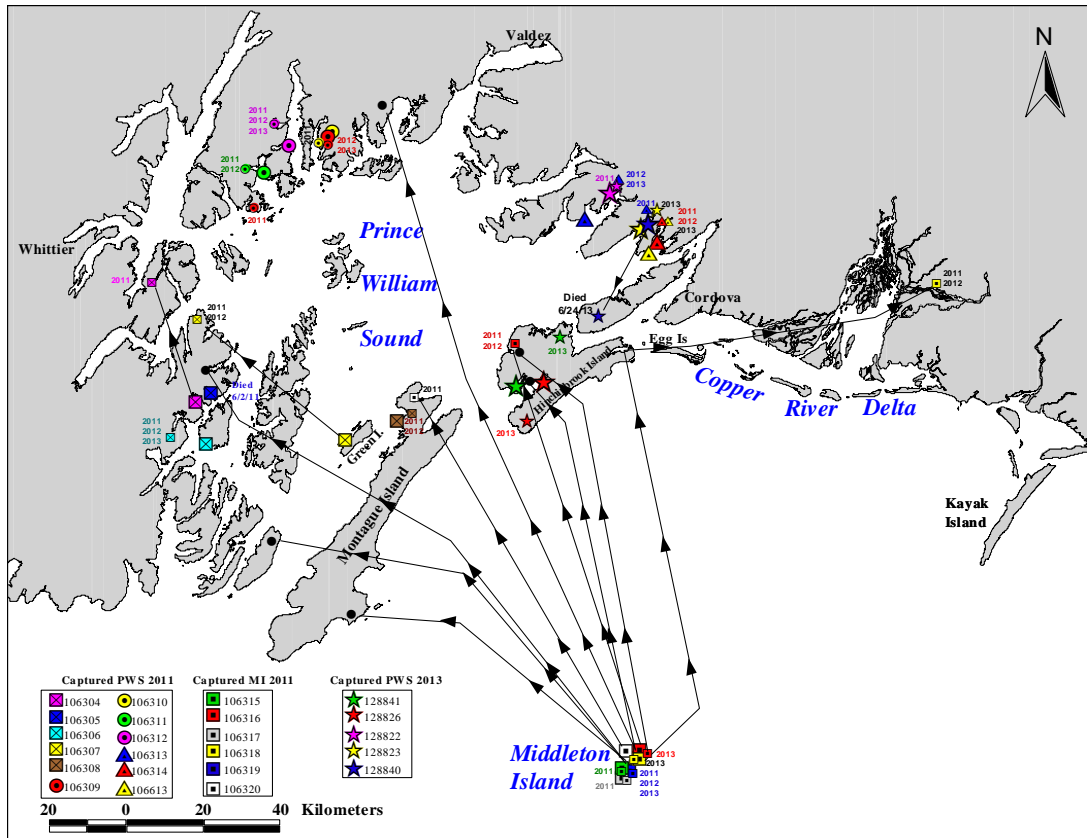 Valdez
N
2011
2012
2013
2011
2012
2011
2012
2013
2011
2011
2012
2013
2011
2013
2011
2012
2013
Prince
William
Sound
Whittier
2011
2011
2012
2011
2012
Died
6/24/13
Cordova
2011
2012
2013
Egg Is
Hinchinbrook Island
Copper River Delta
Died
6/2/11
2011
2011
2012
2013
2011
2012
2013
Green I.
Montague Island
Kayak
Island
Middleton
Island
2013
2013
2011
2011
2012
2013
2011
Captured PWS 2011
106304
106305
106306
106307
106308
106309
106310
106311
106312
106313
106314
106613
Captured MI 2011
106315
106316
106317
106318
106319
106320
Captured PWS 2013
128841
128826
128822
128823
128840
20 0 20 40 Kilometers